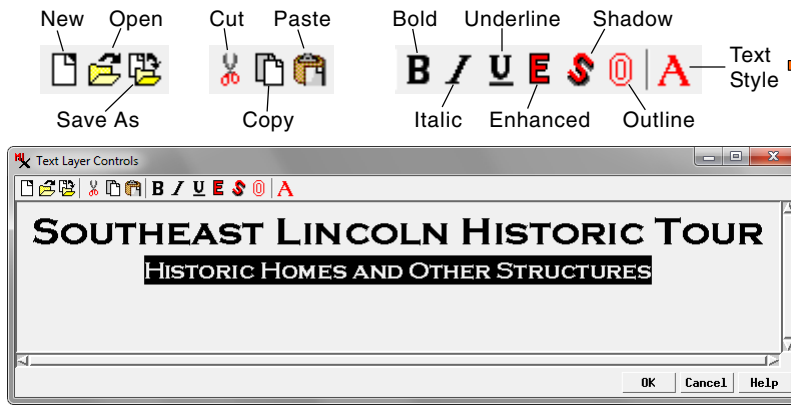 New Open Cut Paste Bold Underline Shadow
B I U E S O A Text
Style
Save As Copy Italic Enhanced Outline
Text Layer Controls
B I U E S O A
Southeast Lincoln Historic Tour
Historic Homes and Other Structures
OK Cancel Help